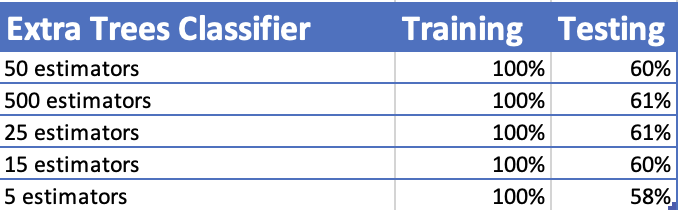 Extra Trees Classifier Training Testing
50 estimators 100% 60%
500 estimators 100% 61%
25 estimators 100% 61%
15 estimators 100% 60%
5 estimators 100% 58%